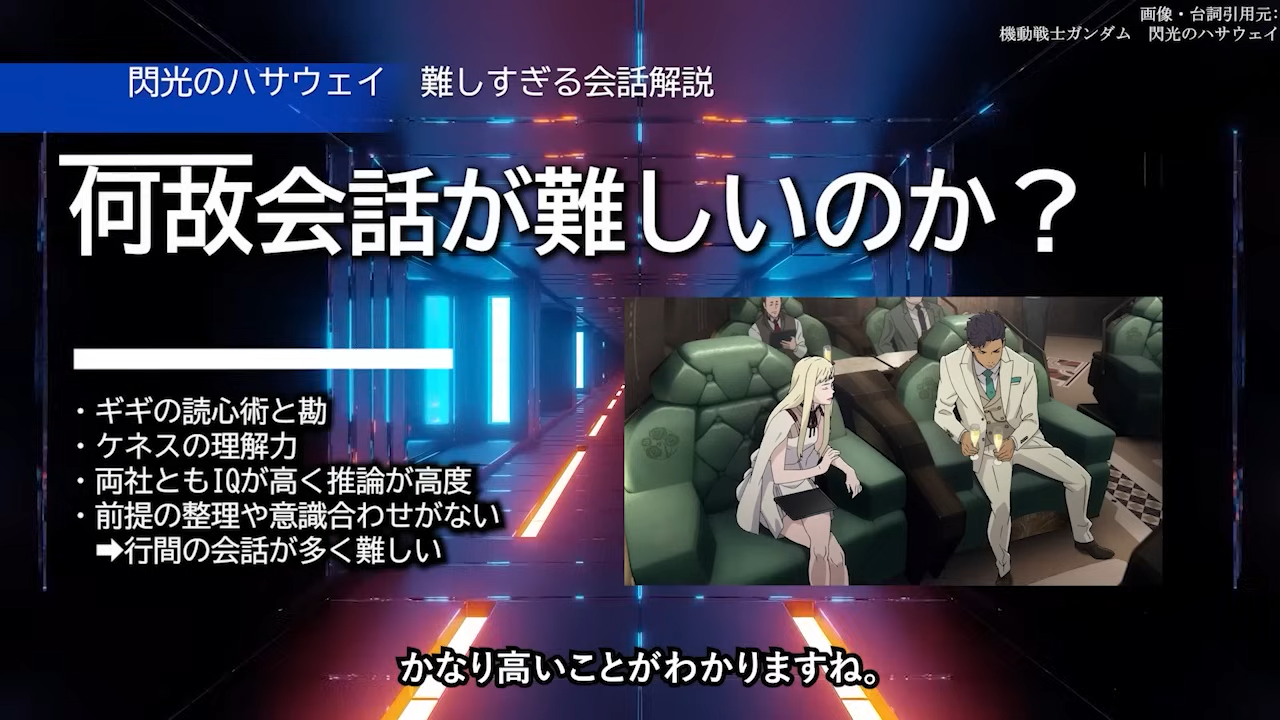 画像・台詞引用元:
機動戦士ガンダム　閃光のハサウェイ
閃光のハサウェイ　難しすぎる会話解説
何故会話が難しいのか？
・ギギの読心術と勘
・ケネスの理解力
・両社ともIQが高く推論が高度
・前提の整理や意識合わせがない
➡行間の会話が多く難しい
かなり高いことがわかりますね。